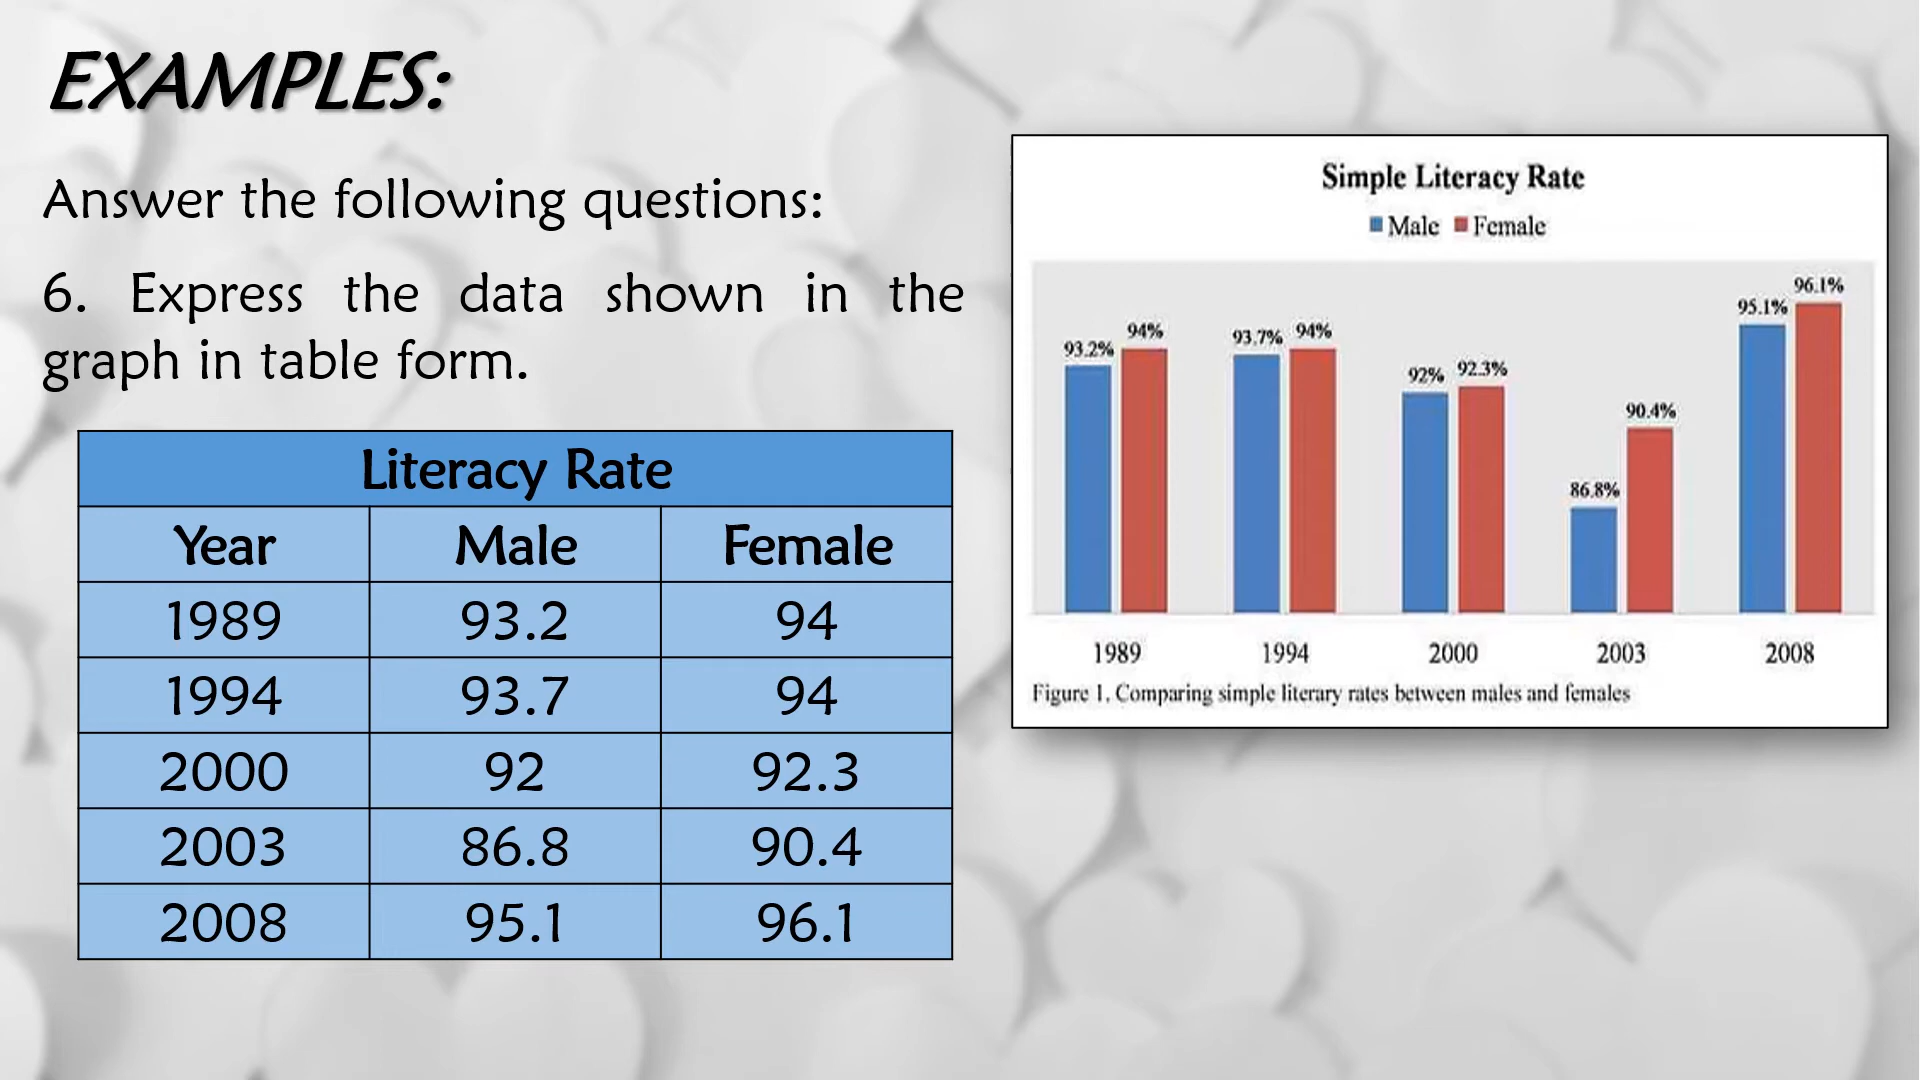 EXAMPLES:
Answer the following questions:
6. Express the data shown in the
graph in table form.
Literacy Rate
Year Male Female
1989 93.2 94
1994 93.7 94
2000 92 92.3
2003 86.8 90.4
2008 95.1 96.1
Simple Literacy Rate
Male Female
93.2% 94% 93.7% 94% 92% 92.3% 86.8% 90.4% 95.1% 96.1%
1989 1994 2000 2003 2008
Figure 1. Comparing simple literary rates between males and females